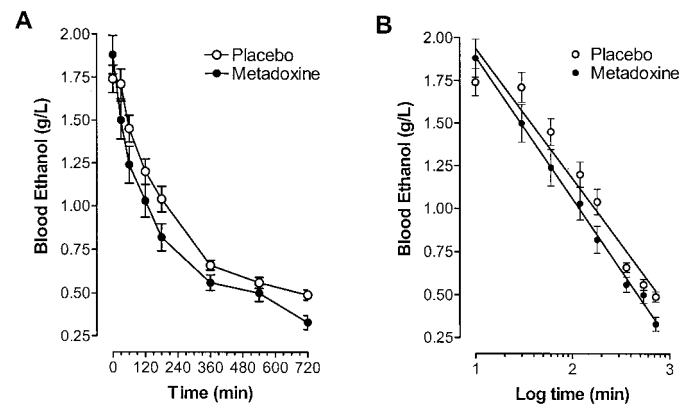 A
2.00
1.75
1.50
1.25
1.00
0.75
0.50
0.25
Blood Ethanol (g/L)
Placebo
Metadoxine
0 120 240 360 480 600 720
Time (min)
B
2.00
1.75
1.50
1.25
1.00
0.75
0.50
0.25
Blood Ethanol (g/L)
Placebo
Metadoxine
1 2 3
Log time (min)